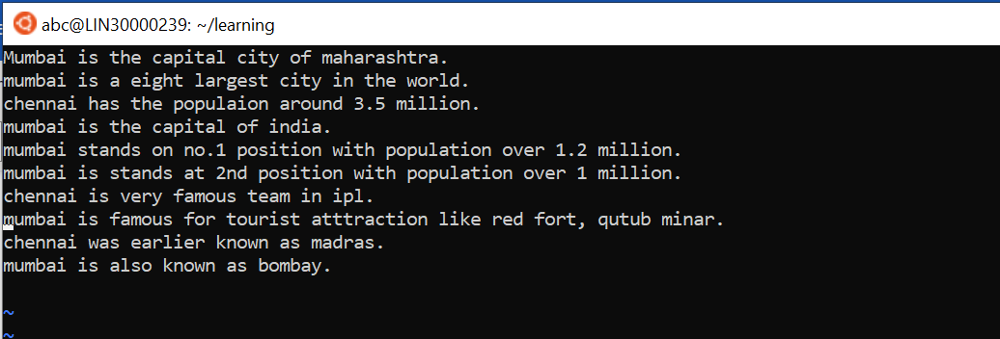 abc@LIN30000239: ~/learning
Mumbai is the capital city of maharashtra.
mumbai is a eight largest city in the world.
chennai has the populaion around 3.5 million.
mumbai is the capital of india.
mumbai stands on no.1 position with population over 1.2 million.
mumbai is stands at 2nd position with population over 1 million.
chennai is very famous team in ipl.
mumbai is famous for tourist atttraction like red fort, qutub minar.
chennai was earlier known as madras.
mumbai is also known as bombay.
~
~